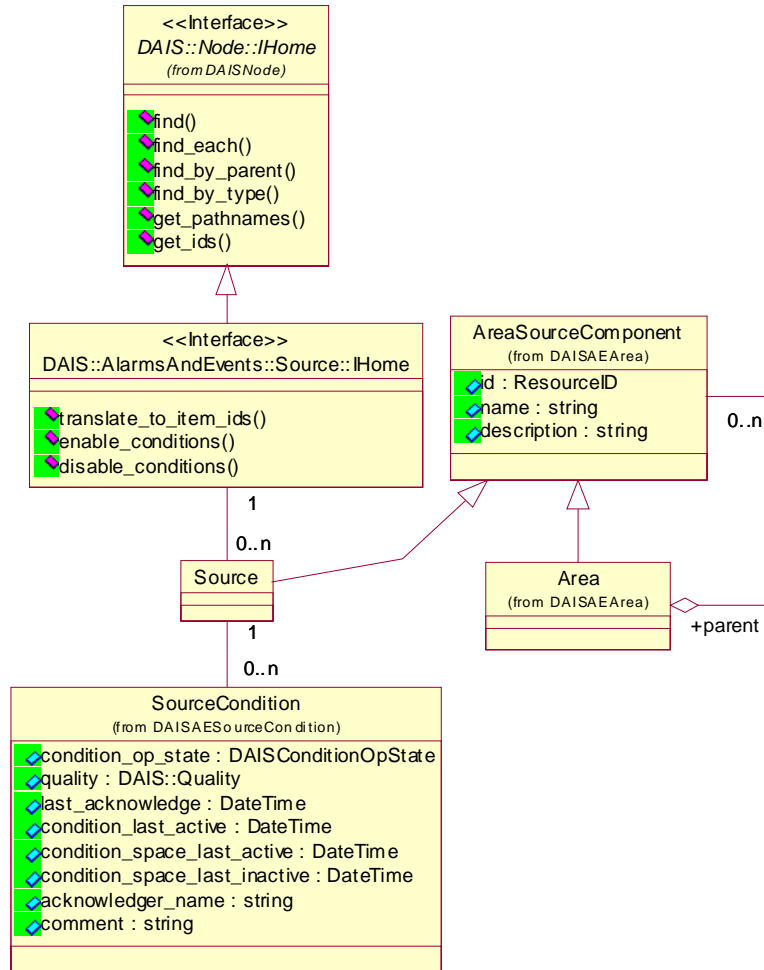 <<Interface>>
DAIS::Node::IHome
(from DAISNode)
find()
find_each()
find_by_parent()
find_by_type()
get_pathnames()
get_ids()
<<Interface>>
DAIS::AlarmsAndEvents::Source::IHome
translate_to_item_ids()
enable_conditions()
disable_conditions()
AreaSourceComponent
(from DAISAEArea)
id : ResourceID
name : string
description : string
0..n
1
0..n
Source
Area
(from DAISAEArea)
+parent
1
0..n
SourceCondition
(from DAISAESourceCondition)
condition_op_state : DAISConditionOpState
quality : DAIS::Quality
last_acknowledge : DateTime
condition_last_active : DateTime
condition_space_last_active : DateTime
condition_space_last_inactive : DateTime
acknowledger_name : string
comment : string